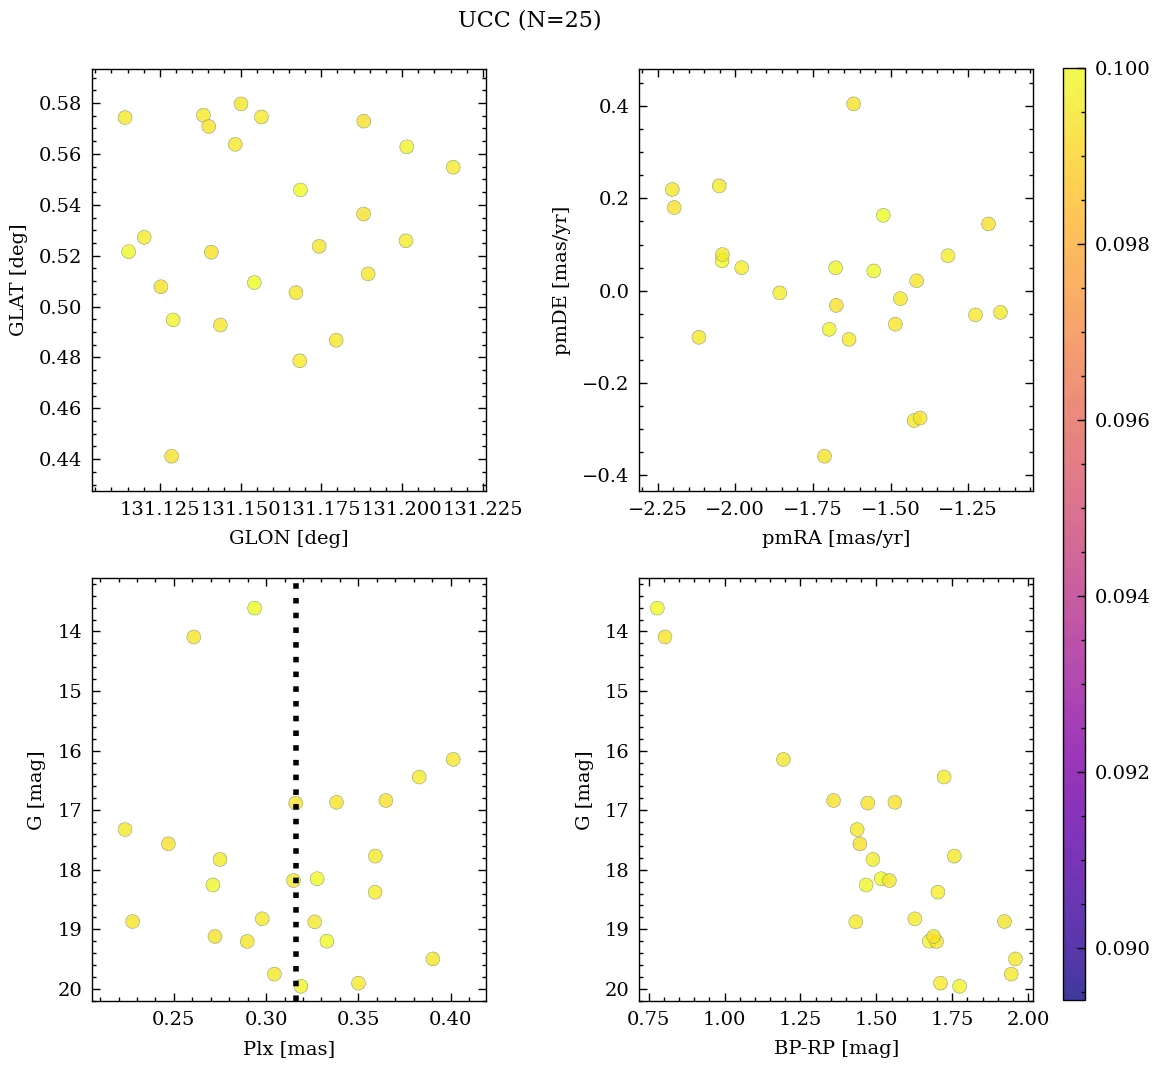 UCC (N=25)
0.58
0.56
0.54
0.52
0.50
0.48
0.46
0.44
GLAT [deg]
131.125 131.150 131.175 131.200 131.225
GLON [deg]
0.4
0.2
0.0
−0.2
−0.4
pmDE [mas/yr]
−2.25 −2.00 −1.75 −1.50 −1.25
pmRA [mas/yr]
14
15
16
17
18
19
20
G [mag]
0.25 0.30 0.35 0.40
Plx [mas]
14
15
16
17
18
19
20
G [mag]
0.75 1.00 1.25 1.50 1.75 2.00
BP-RP [mag]
0.100
0.098
0.096
0.094
0.092
0.090